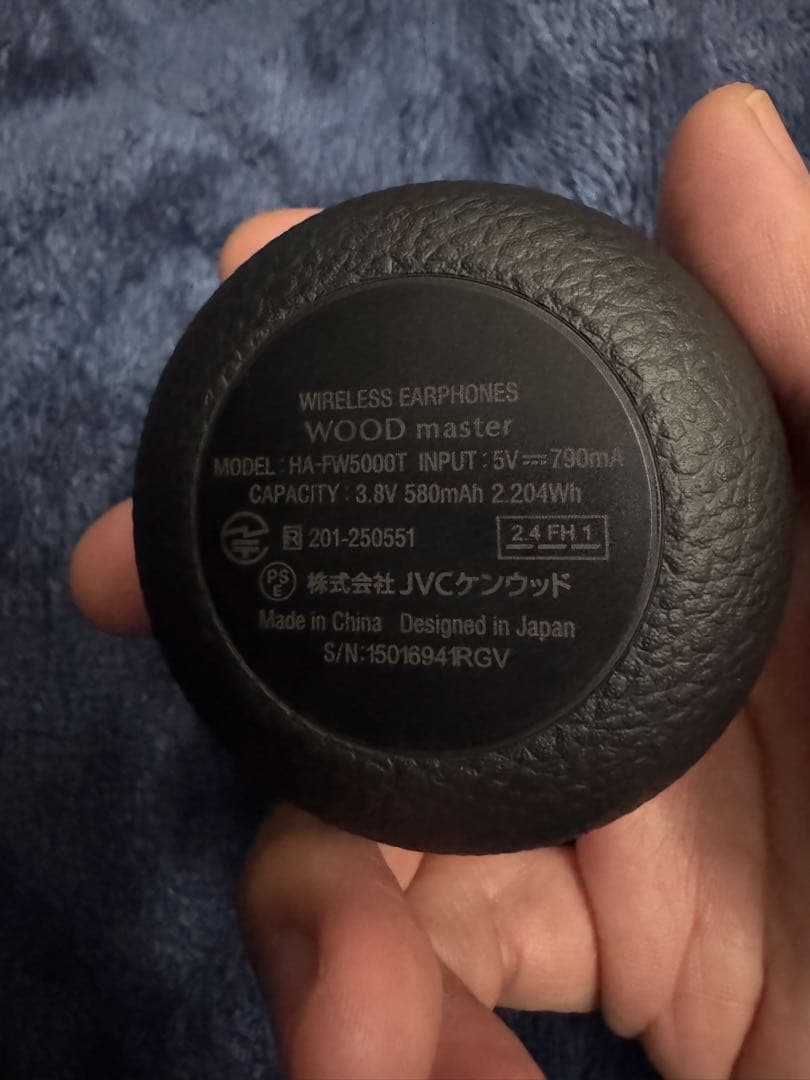 WIRELESS EARPHONES
WOOD master
MODEL : HA-FW5000T INPUT : 5V⎓790mA
CAPACITY : 3.8V 580mAh 2.204Wh
R 201-250551 2.4 FH 1
PSE 株式会社JVCケンウッド
Made in China Designed in Japan
S/N:15016941RGV